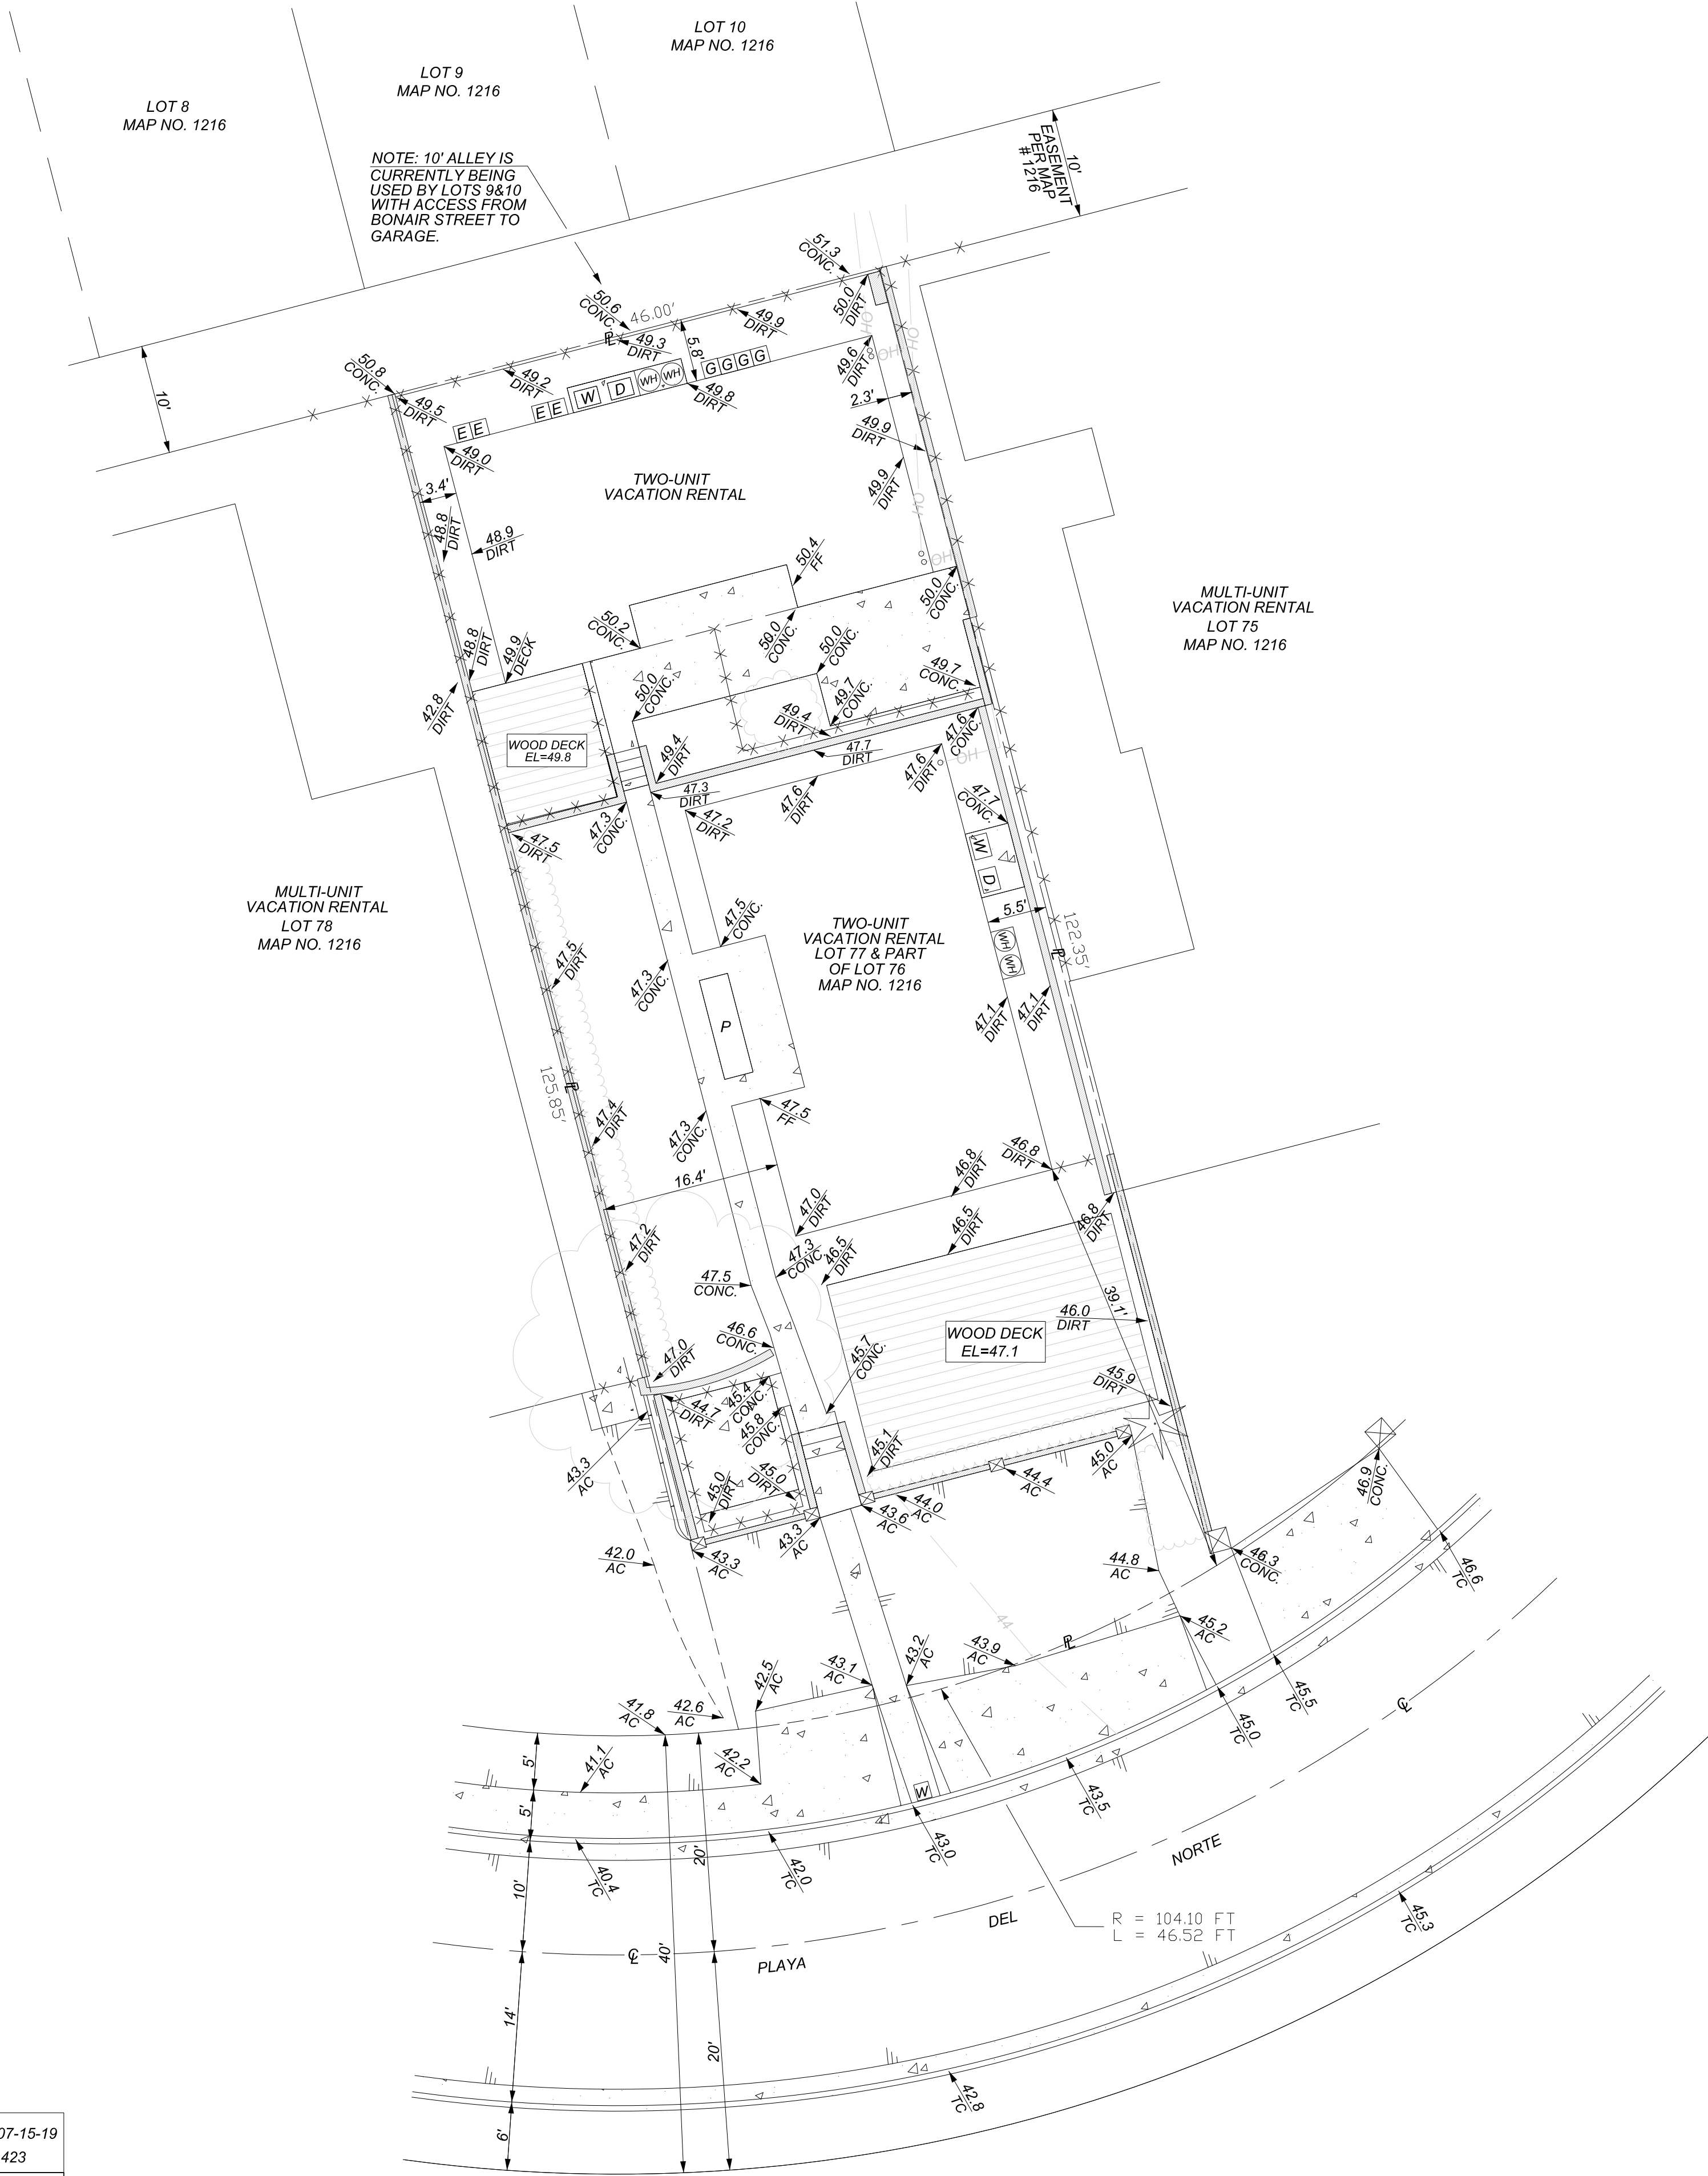 LOT 10
MAP NO. 1216
LOT 9
MAP NO. 1216
LOT 8
MAP NO. 1216
NOTE: 10' ALLEY IS
CURRENTLY BEING
USED BY LOTS 9&10
WITH ACCESS FROM
BONAIR STREET TO
GARAGE.
10'
EASEMENT
PER MAP
# 1216
51.3
CONC.
50.0
DIRT
50.6
CONC.
46.00'
PL
49.9
DIRT
49.3
DIRT
5.8'
50.8
CONC.
49.2
DIRT
49.5
DIRT
10'
E E
E E
W
D
WH
WH
G G G G
49.8
DIRT
49.6
DIRT
OH
OH
OH
2.3'
49.9
DIRT
49.9
DIRT
49.0
DIRT
TWO-UNIT
VACATION RENTAL
3.4'
48.8
DIRT
48.9
DIRT
OH
OH
50.4
FF
50.0
CONC.
50.2
CONC.
50.0
CONC.
50.0
CONC.
48.8
DIRT
49.9
DECK
42.8
DIRT
50.0
CONC.
49.7
CONC.
49.7
CONC.
49.4
DIRT
47.6
CONC.
MULTI-UNIT
VACATION RENTAL
LOT 75
MAP NO. 1216
WOOD DECK
EL=49.8
49.4
DIRT
47.7
DIRT
47.6
DIRT
OH
47.3
DIRT
47.6
DIRT
47.2
DIRT
47.3
CONC.
47.5
DIRT
47.7
CONC.
W
D
5.5'
WH
WH
122.35'
PL
MULTI-UNIT
VACATION RENTAL
LOT 78
MAP NO. 1216
47.5
CONC.
TWO-UNIT
VACATION RENTAL
LOT 77 & PART
OF LOT 76
MAP NO. 1216
47.5
DIRT
47.3
CONC.
P
47.1
DIRT
47.1
DIRT
125.85'
PL
47.4
DIRT
47.3
CONC.
47.5
FF
46.8
DIRT
46.8
DIRT
16.4'
47.0
DIRT
46.8
DIRT
46.5
DIRT
47.2
DIRT
47.3
CONC.
46.5
DIRT
47.5
CONC.
39.1'
46.0
DIRT
WOOD DECK
EL=47.1
46.6
CONC.
45.7
CONC.
47.0
DIRT
45.9
DIRT
45.4
CONC.
44.7
DIRT
45.8
CONC.
45.1
DIRT
45.0
AC
43.3
AC
45.0
DIRT
45.0
DIRT
44.4
AC
46.9
CONC.
44.0
AC
43.6
AC
43.3
AC
42.0
AC
43.3
AC
44.8
AC
46.3
CONC.
46.6
TC
44
45.2
AC
PL
43.9
AC
43.2
AC
43.1
AC
42.5
AC
45.5
TC
CL
45.0
TC
41.8
AC
42.6
AC
42.2
AC
5'
41.1
AC
5'
W
43.5
TC
43.0
TC
42.0
TC
40.4
TC
10'
20'
NORTE
DEL
PLAYA
R = 104.10 FT
L = 46.52 FT
45.3
TC
CL
40'
14'
20'
42.8
TC
6'
07-15-19
423